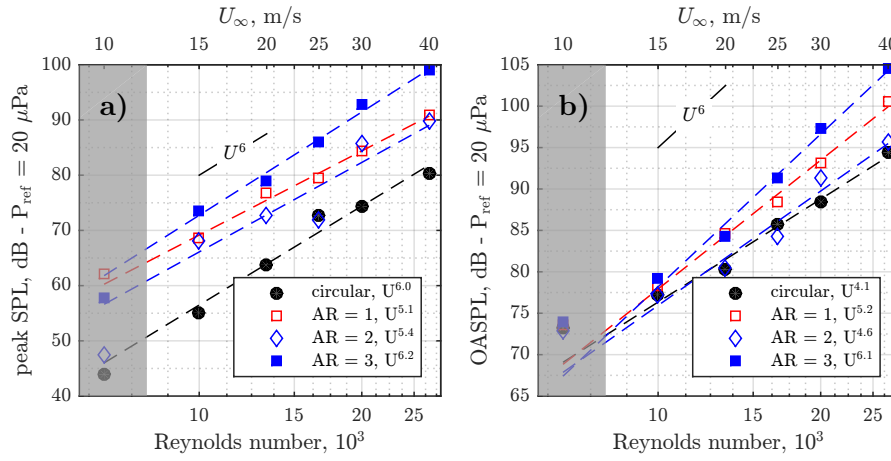 U∞, m/s
10 15 20 25 30 40
100
90
80
70
60
50
40
peak SPL, dB - Pref = 20 μPa
a)
U⁶
circular, U⁶·⁰
AR = 1, U⁵·¹
AR = 2, U⁵·⁴
AR = 3, U⁶·²
10 15 20 25
Reynolds number, 10³
U∞, m/s
10 15 20 25 30 40
105
100
95
90
85
80
75
70
65
OASPL, dB - Pref = 20 μPa
b)
U⁶
circular, U⁴·¹
AR = 1, U⁵·²
AR = 2, U⁴·⁶
AR = 3, U⁶·¹
10 15 20 25
Reynolds number, 10³